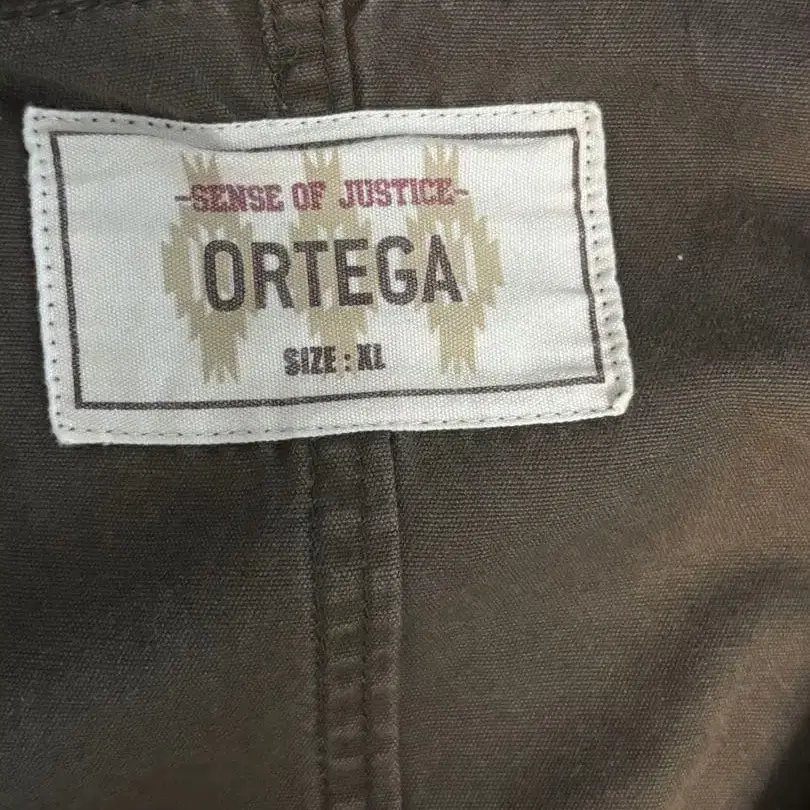 -SENSE OF JUSTICE-
ORTEGA
SIZE : XL